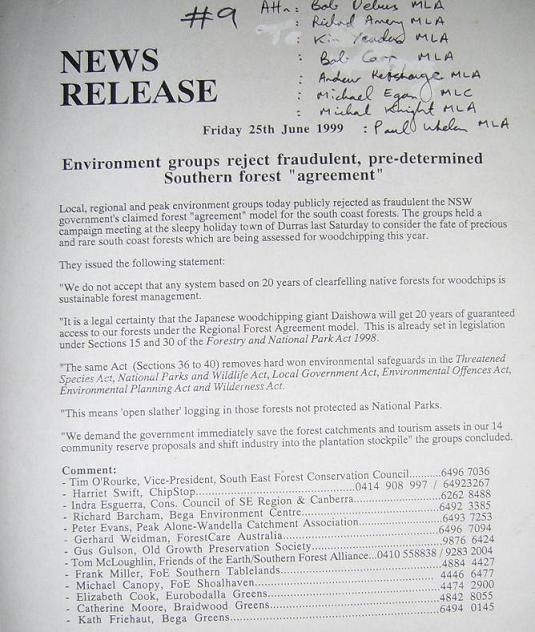 #9 Attn: Bob Debus MLA
: Richard Amery MLA
: Kim Yeadon MLA
NEWS : Bob Carr MLA
RELEASE : Andrew Refshauge MLA
: Michael Egan MLC
: Michael Knight MLA
Friday 25th June 1999 : Paul Whelan MLA
Environment groups reject fraudulent, pre-determined
Southern forest "agreement"
Local, regional and peak environment groups today publicly rejected as fraudulent the NSW
government's claimed forest "agreement" model for the south coast forests. The groups held a
campaign meeting at the sleepy holiday town of Durras last Saturday to consider the fate of precious
and rare south coast forests which are being assessed for woodchipping this year.
They issued the following statement:
"We do not accept that any system based on 20 years of clearfelling native forests for woodchips is
sustainable forest management.
"It is a legal certainty that the Japanese woodchipping giant Daishowa will get 20 years of guaranteed
access to our forests under the Regional Forest Agreement model. This is already set in legislation
under Sections 15 and 30 of the Forestry and National Park Act 1998.
"The same Act (Sections 36 to 40) removes hard won environmental safeguards in the Threatened
Species Act, National Parks and Wildlife Act, Local Government Act, Environmental Offences Act,
Environmental Planning Act and Wilderness Act.
"This means 'open slather' logging in those forests not protected as National Parks.
"We demand the government immediately save the forest catchments and tourism assets in our 14
community reserve proposals and shift industry into the plantation stockpile" the groups concluded.
Comment:
- Tim O'Rourke, Vice-President, South East Forest Conservation Council..........6496 7036
- Harriet Swift, ChipStop......................................0414 908 997 / 64923267
- Indra Esguerra, Cons. Council of SE Region & Canberra....................6262 8488
- Richard Barcham, Bega Environment Centre....................................6492 3385
- Peter Evans, Peak Alone-Wandella Catchment Association...................6493 7253
- Gerhard Weidman, ForestCare Australia.......................................6496 7094
- Gus Gulson, Old Growth Preservation Society................................9876 6424
- Tom McLoughlin, Friends of the Earth/Southern Forest Alliance...0410 558838 / 9283 2004
- Frank Miller, FoE Southern Tablelands.......................................4884 4427
- Michael Canopy, FoE Shoalhaven..............................................4446 6477
- Elizabeth Cook, Eurobodalla Greens..........................................4474 2900
- Catherine Moore, Braidwood Greens...........................................4842 8055
- Kath Friehaut, Bega Greens..................................................6494 0145